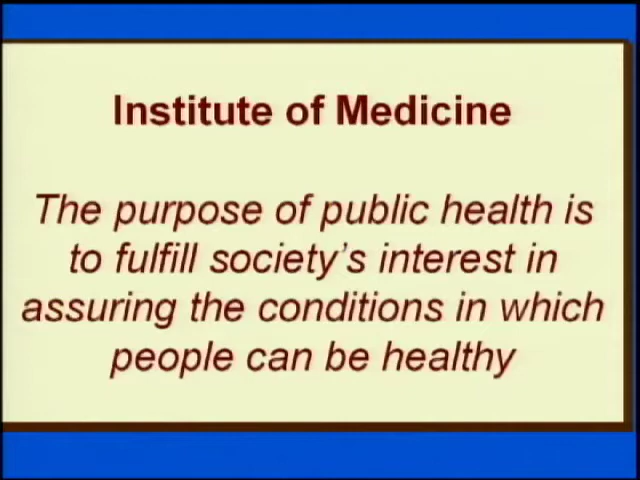 Institute of Medicine
The purpose of public health is
to fulfill society’s interest in
assuring the conditions in which
people can be healthy